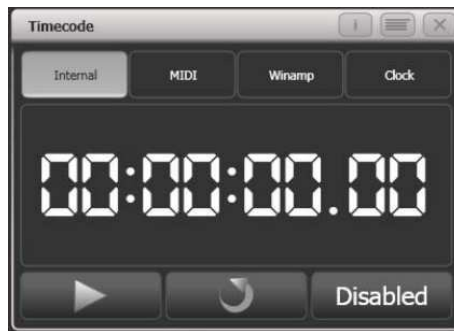 Timecode
Internal MIDI Winamp Clock
00:00:00.00
Disabled